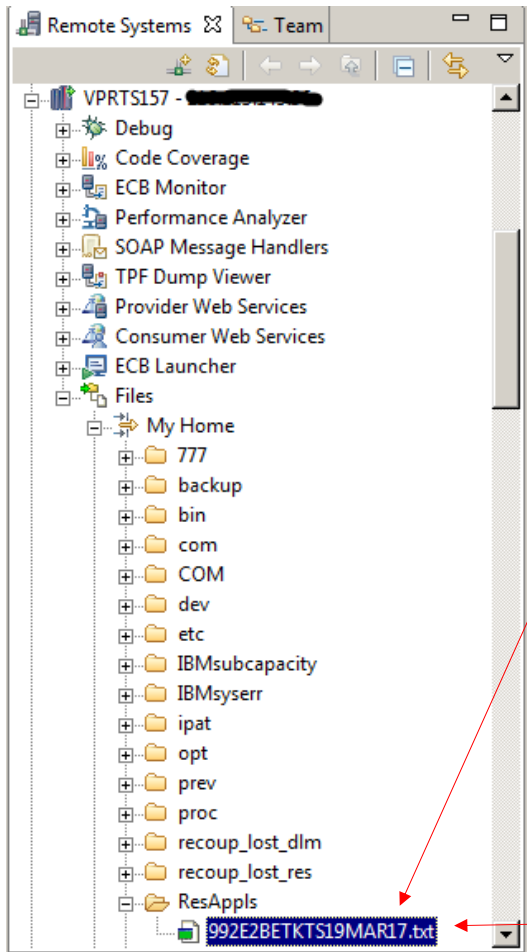 Remote Systems
Team
VPRTS157 -
Debug
Code Coverage
ECB Monitor
Performance Analyzer
SOAP Message Handlers
TPF Dump Viewer
Provider Web Services
Consumer Web Services
ECB Launcher
Files
My Home
777
backup
bin
com
COM
dev
etc
IBMsubcapacity
IBMsyserr
ipat
opt
prev
proc
recoup_lost_dlm
recoup_lost_res
ResAppls
992E2BETKTS19MAR17.txt